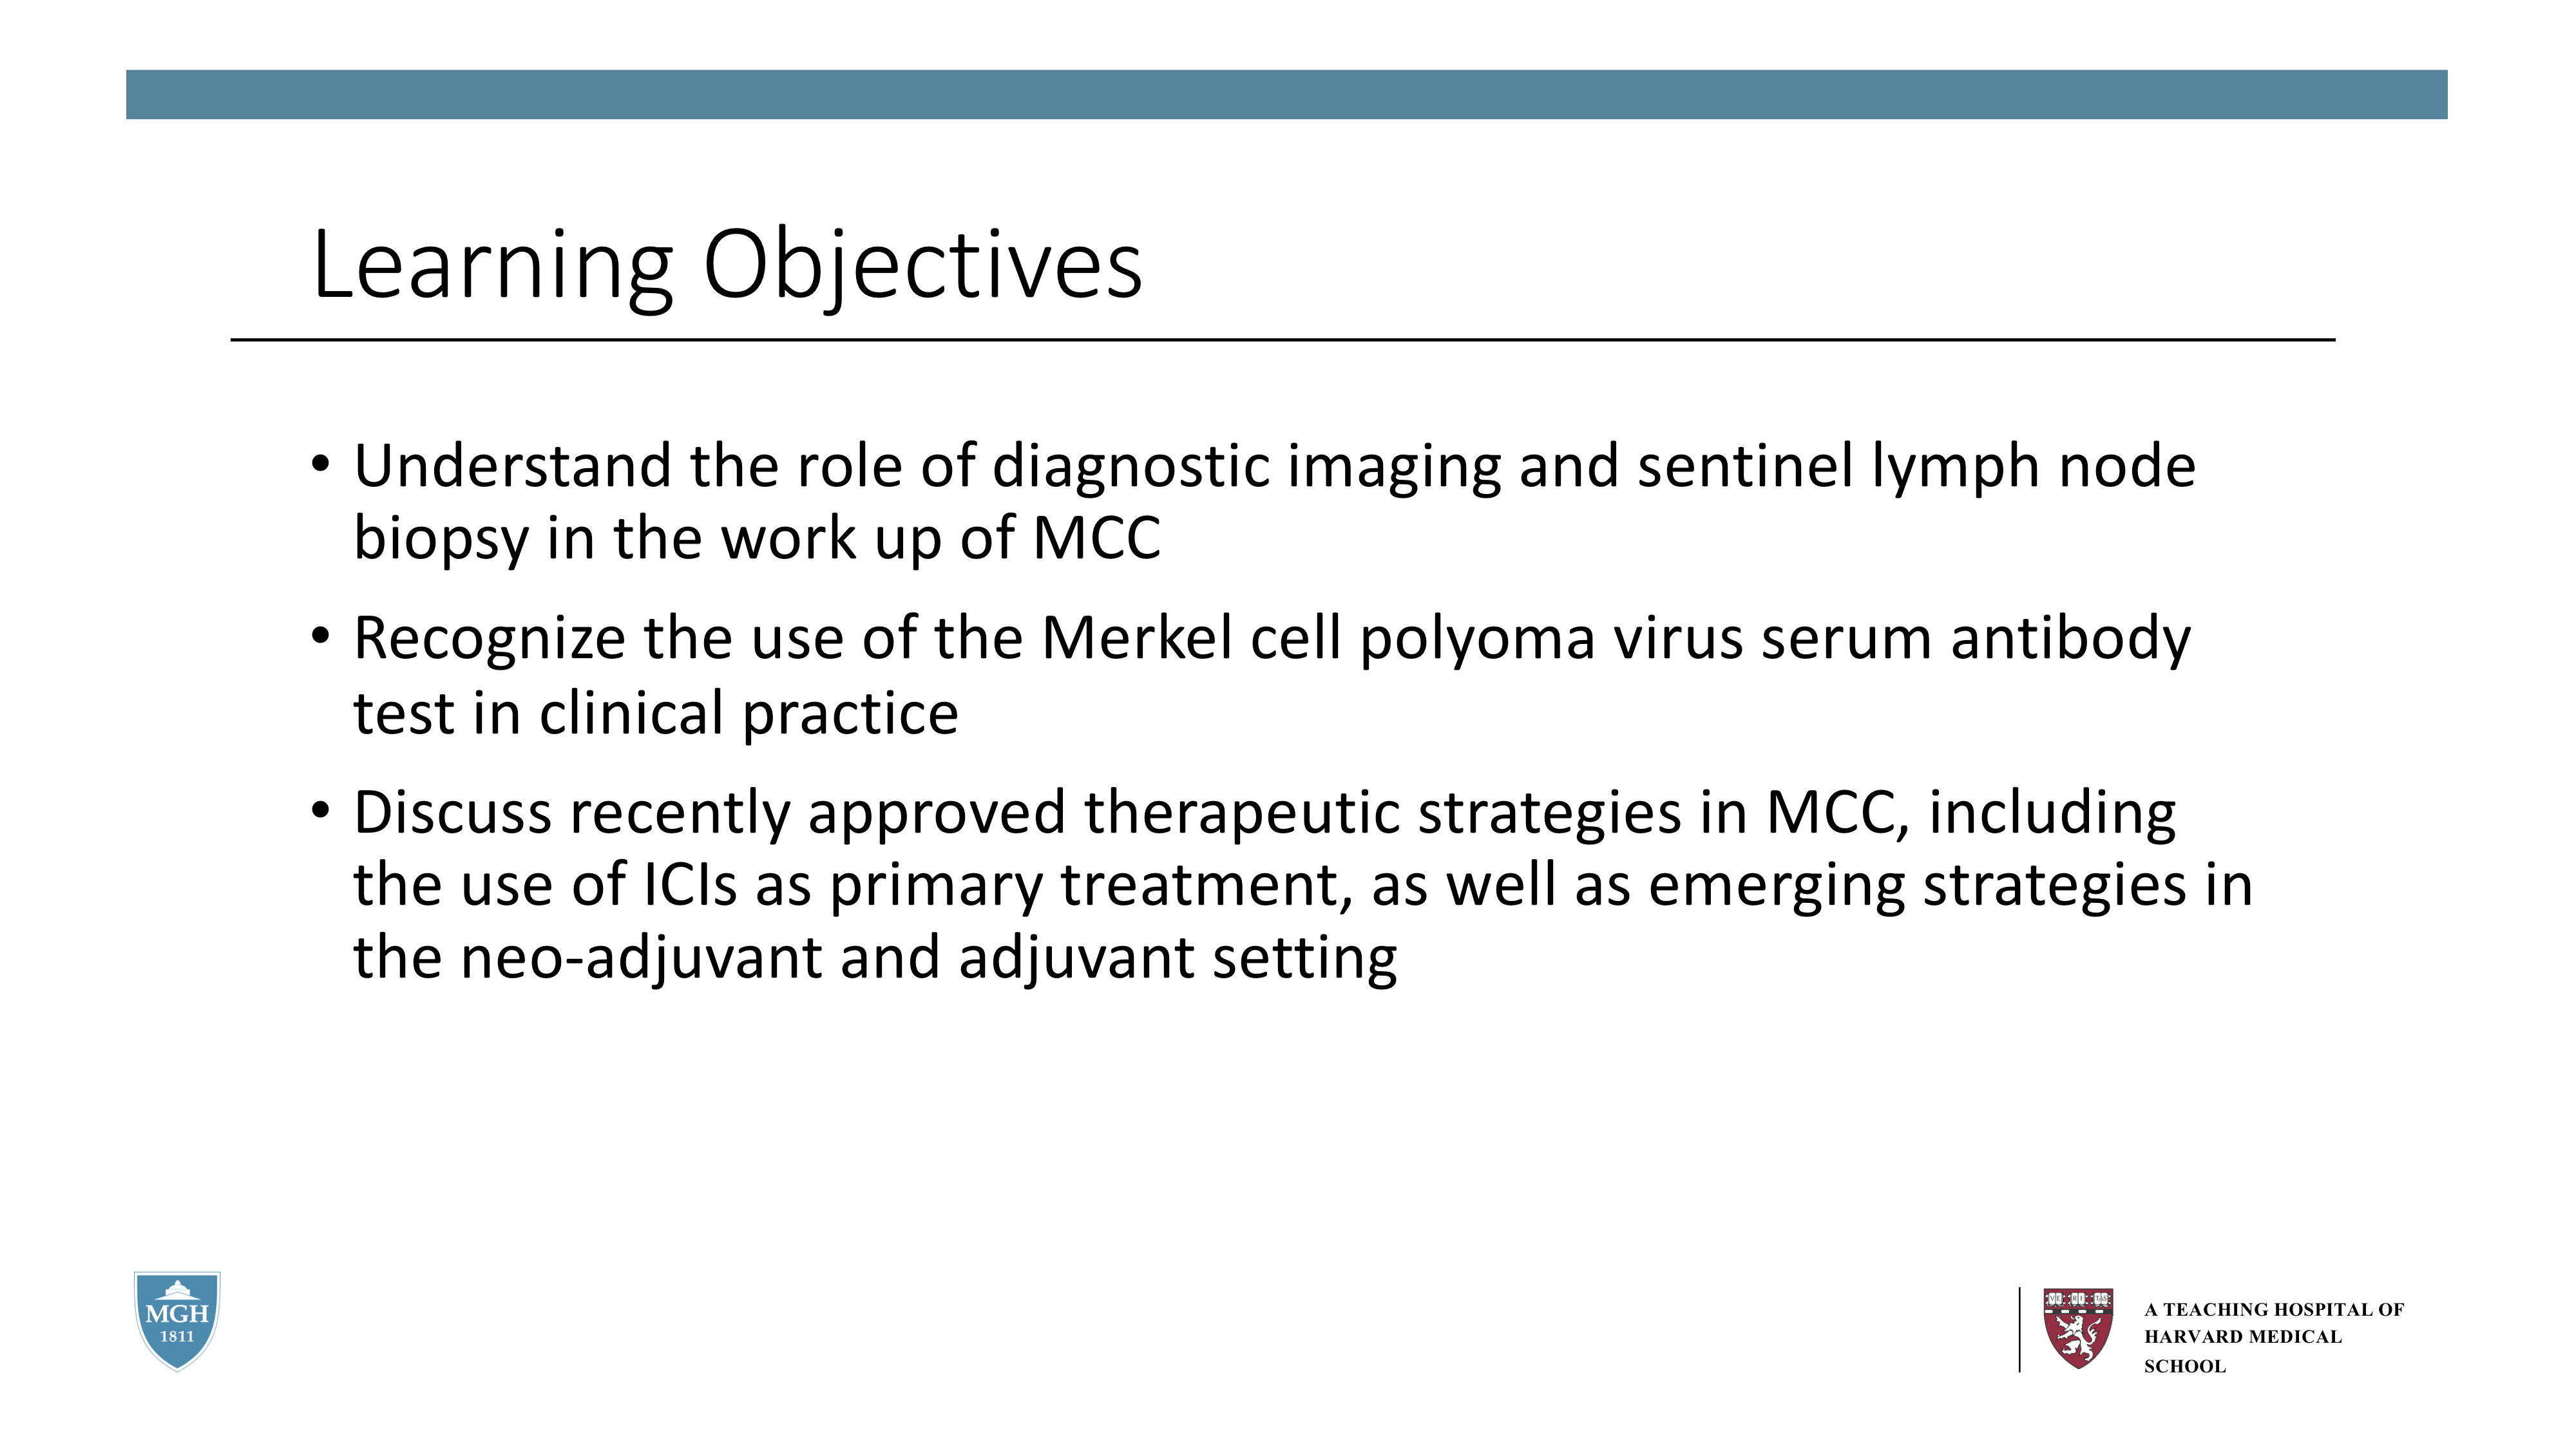 Learning Objectives
• Understand the role of diagnostic imaging and sentinel lymph node
biopsy in the work up of MCC
• Recognize the use of the Merkel cell polyoma virus serum antibody
test in clinical practice
• Discuss recently approved therapeutic strategies in MCC, including
the use of ICIs as primary treatment, as well as emerging strategies in
the neo-adjuvant and adjuvant setting
MGH
1811
VE RI TAS
A TEACHING HOSPITAL OF
HARVARD MEDICAL
SCHOOL